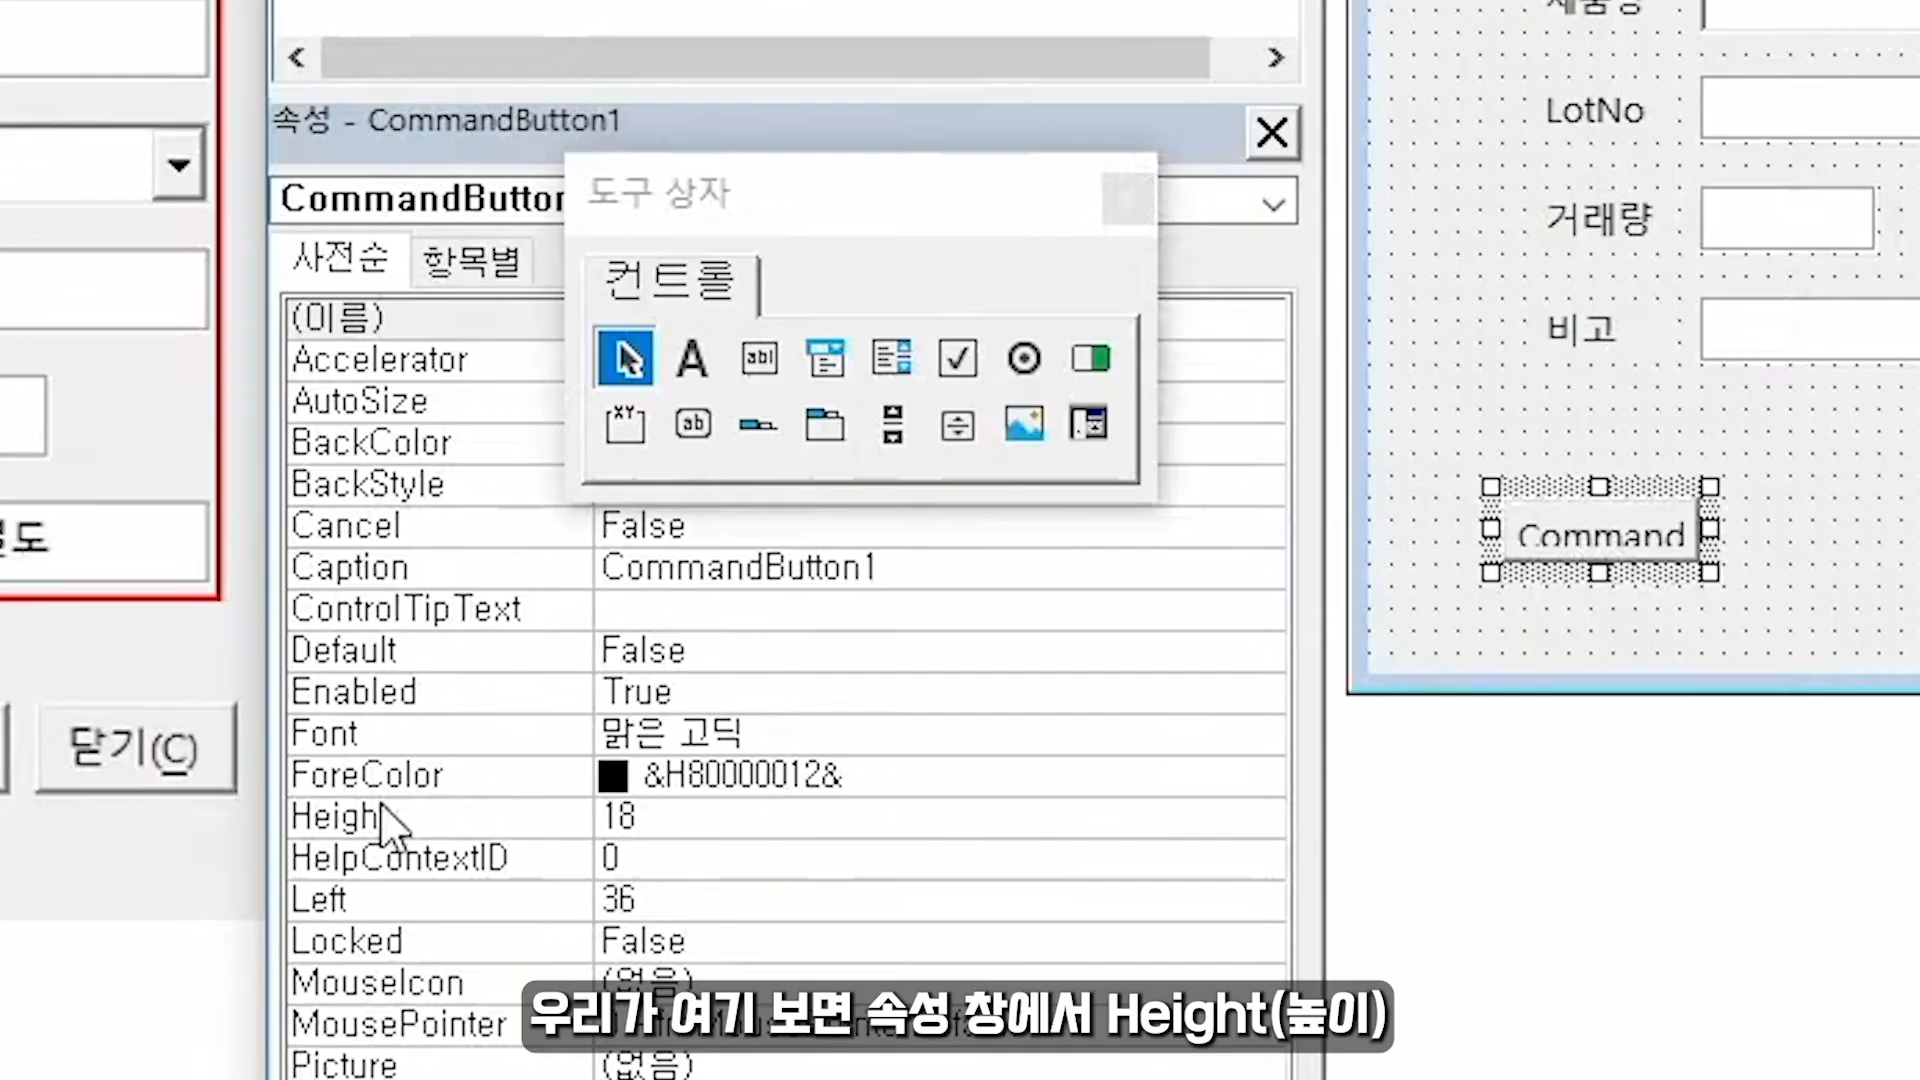 속성 - CommandButton1
도구 상자
사전순
항목별
컨트롤
(이름)
Accelerator
AutoSize
BackColor
BackStyle
Cancel False
Caption CommandButton1
ControlTipText
Default False
Enabled True
Font 맑은 고딕
ForeColor &H80000012&
Height 18
HelpContextID 0
Left 36
Locked False
MouseIcon (없음)
MousePointer
Picture (없음)
우리가 여기 보면 속성 창에서 Height(높이)
닫기(C)
LotNo
거래량
비고
Command